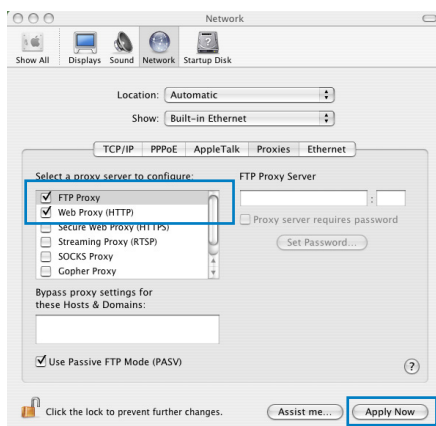 Network
Show All Displays Sound Network Startup Disk
Location: Automatic
Show: Built-in Ethernet
TCP/IP PPPoE AppleTalk Proxies Ethernet
Select a proxy server to configure: FTP Proxy Server
FTP Proxy :
Web Proxy (HTTP) Proxy server requires password
Secure Web Proxy (HTTPS)
Streaming Proxy (RTSP) Set Password...
SOCKS Proxy
Gopher Proxy
Bypass proxy settings for
these Hosts & Domains:
Use Passive FTP Mode (PASV) ?
Click the lock to prevent further changes. Assist me... Apply Now